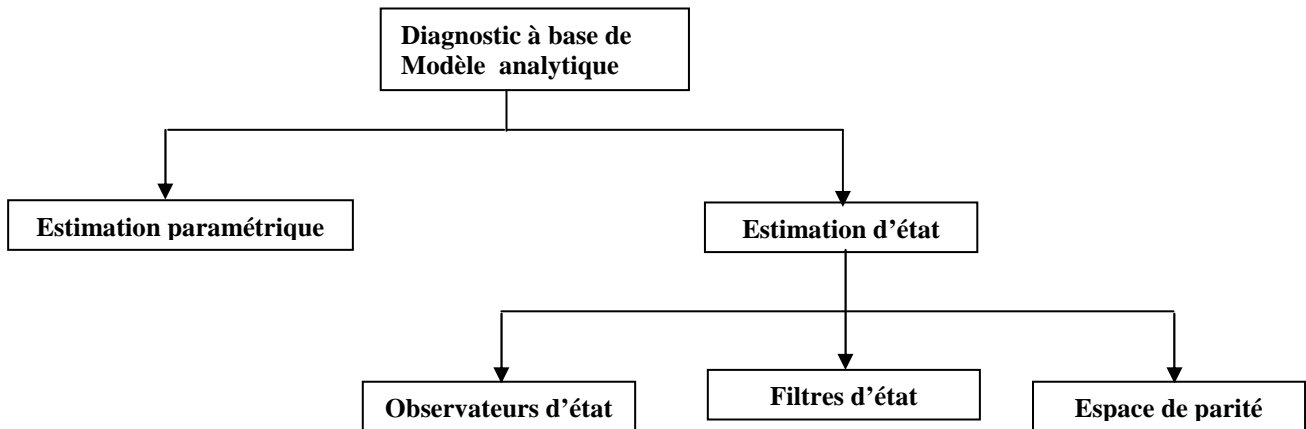 Diagnostic à base de
Modèle analytique
Estimation paramétrique
Estimation d’état
Observateurs d’état
Filtres d’état
Espace de parité